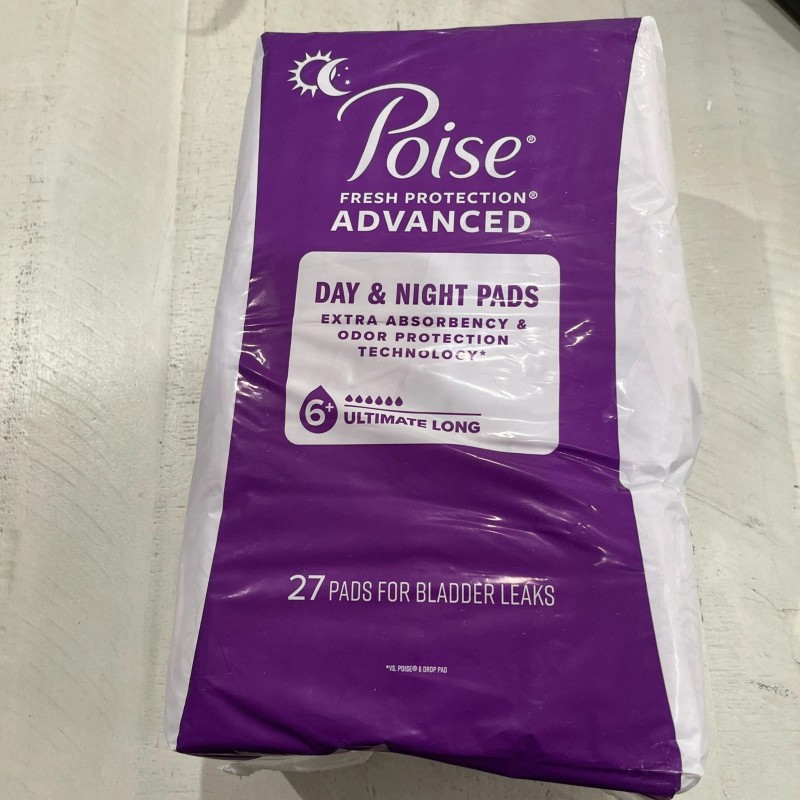 Poise®
FRESH PROTECTION®
ADVANCED
DAY & NIGHT PADS
EXTRA ABSORBENCY &
ODOR PROTECTION
TECHNOLOGY*
6+
ULTIMATE LONG
27 PADS FOR BLADDER LEAKS
*VS. POISE® 6 DROP PAD